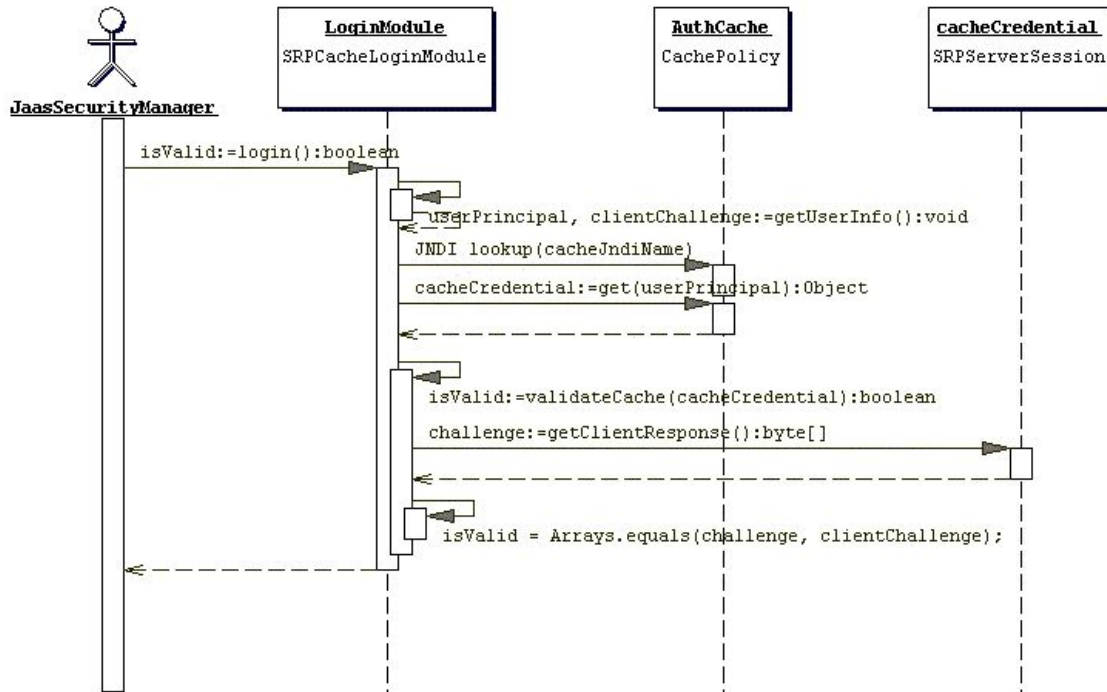 LoginModule
SRPCacheLoginModule
AuthCache
CachePolicy
cacheCredential
SRPServerSession
JaasSecurityManager
isValid:=login():boolean
userPrincipal, clientChallenge:=getUserInfo():void
JNDI lookup(cacheJndiName)
cacheCredential:=get(userPrincipal):Object
isValid:=validateCache(cacheCredential):boolean
challenge:=getClientResponse():byte[]
isValid = Arrays.equals(challenge, clientChallenge);